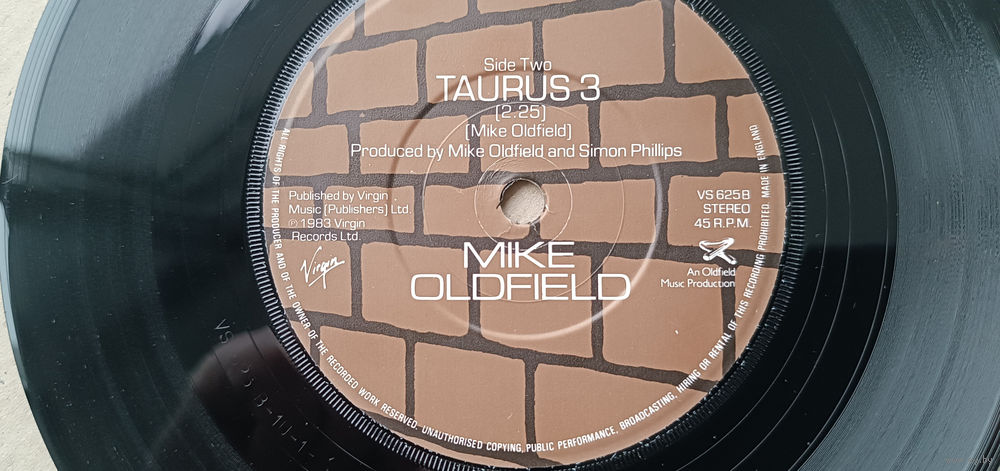 Side Two
TAURUS 3
[2.25]
[Mike Oldfield]
Produced by Mike Oldfield and Simon Phillips
Published by Virgin
Music (Publishers) Ltd.
℗ 1983 Virgin
Records Ltd.
Virgin
VS 625B
STEREO
45 R.P.M.
An Oldfield
Music Production
MIKE
OLDFIELD
ALL RIGHTS OF THE PRODUCER AND OF THE OWNER OF THE RECORDED WORK RESERVED. UNAUTHORISED COPYING, PUBLIC PERFORMANCE, BROADCASTING, HIRING OR RENTAL OF THIS RECORDING PROHIBITED. MADE IN ENGLAND